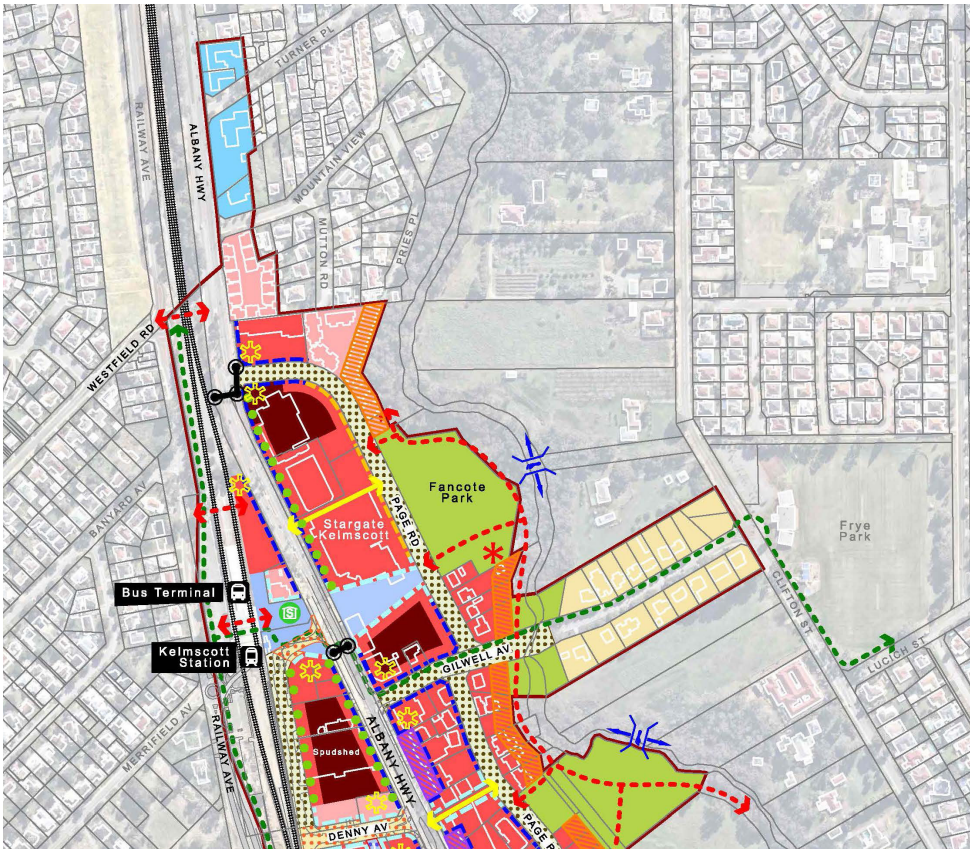 TURNER PL
RAILWAY AVE
ALBANY HWY
MOUNTAIN VIEW
MUTTON RD
PRIES PL
WESTFIELD RD
BANYARD A
Fancote
Park
PAGE RD
Stargate
Kelmscott
Frye
Park
Bus Terminal
S
CLIFTON ST
Kelmscott
Station
GILWELL AV
LUCICH ST
MERRIFIELD AV
RAILWAY AVE
ALBANY HWY
Spudshed
DENNY AV
PAGE R